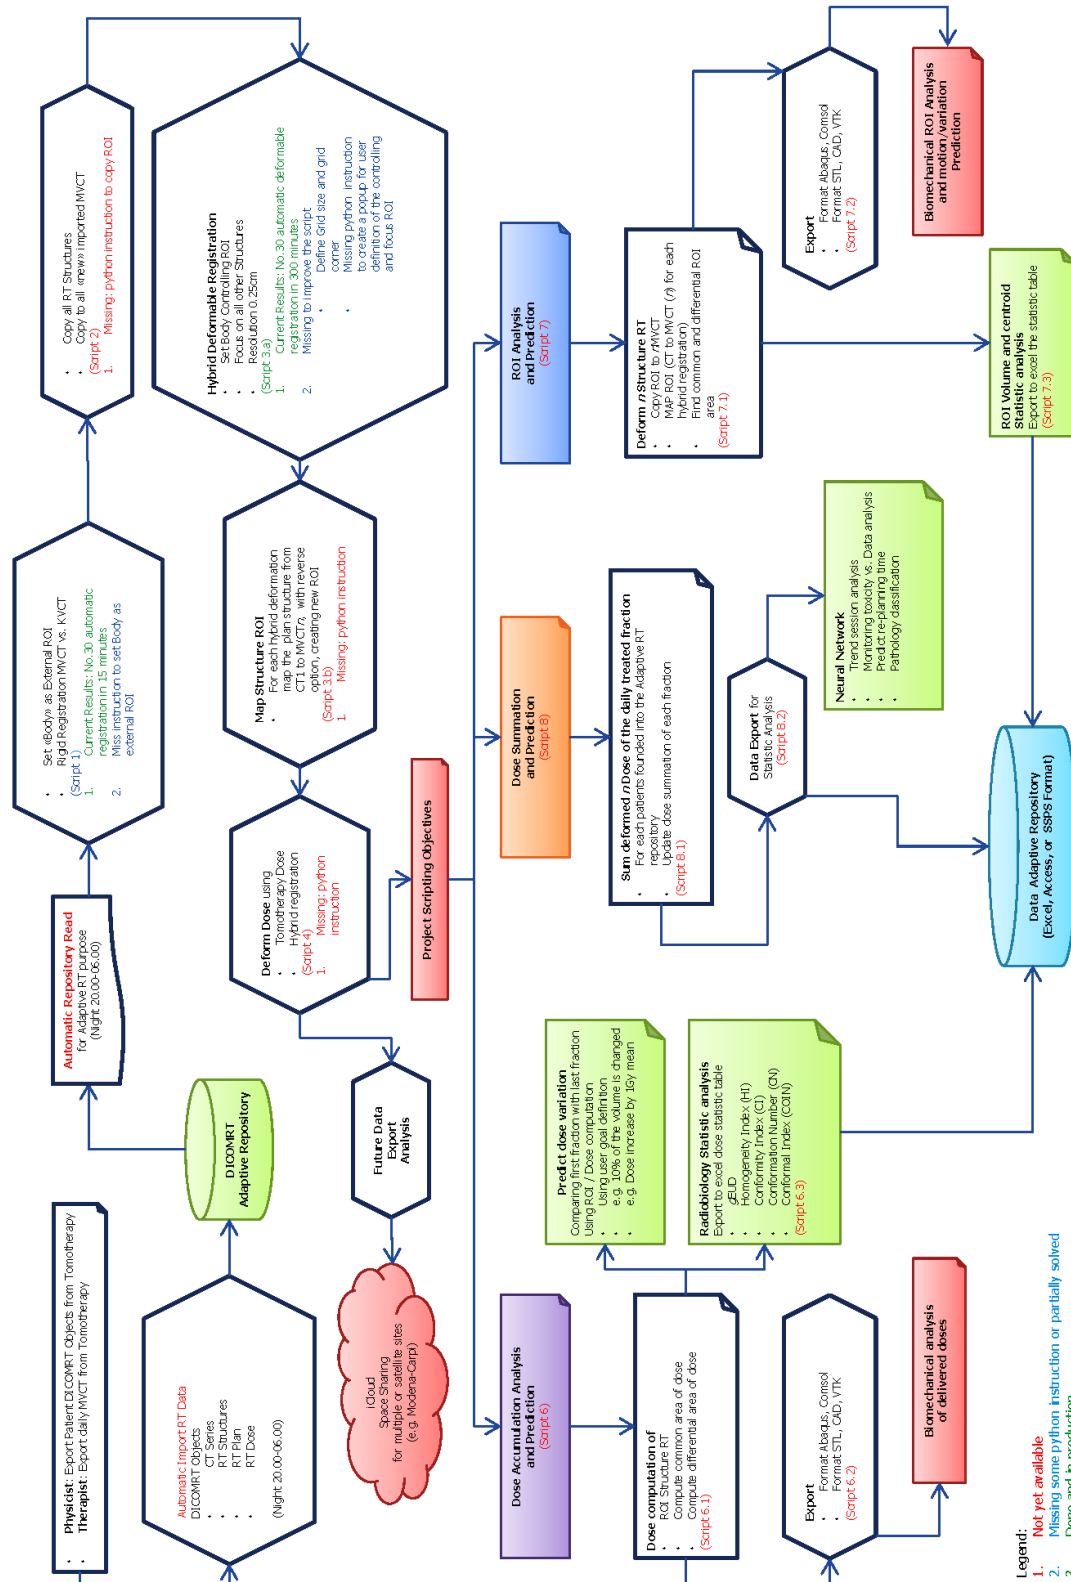 Physicist: Export Patient DICOMRT Objects from Tomotherapy
Therapist: Export daily MVCT from Tomotherapy
Automatic Import RT Data
DICOMRT Objects
CT Series
RT Structures
RT Plan
RT Dose
(Night 20.00-06.00)
DICOMRT
Adaptive Repository
Automatic Repository Read
for Adaptive RT purpose
(Night 20.00-06.00)
Set «Body» as External ROI
Rigid Registration MVCT vs. KVCT
(Script 1)
1. Current Results: No.30 automatic
registration in 15 minutes
2. Miss instruction to set Body as
external ROI
Copy all RT Structures
Copy to all «new» imported MVCT
(Script 2)
1. Missing: python instruction to copy ROI
Hybrid Deformable Registration
Set Body Controlling ROI
Focus on all other Structures
Resolution 0.25cm
(Script 3.a)
1. Current Results: No.30 automatic deformable
registration in 300 minutes
2. Missing to improve the script
Define Grid size and grid
corner
Missing python instruction
to create a popup for user
definition of the controlling
and focus ROI
Map Structure ROI
For each hybrid deformation
map the plan structure from
CT1 to MVCTn, with reverse
option, creating new ROI
(Script 3.b)
1. Missing: python instruction
Deform Dose using
Tomotherapy Dose
Hybrid registration
(Script 4)
1. Missing: python
instruction
Future Data
Export
Analysis
iCloud
Space Sharing
for multiple or satellite sites
(e.g. Modena-Carpi)
Project Scripting Objectives
Dose Accumulation Analysis
and Prediction
(Script 6)
Dose Summation
and Prediction
(Script 8)
ROI Analysis
and Prediction
(Script 7)
Dose computation of
ROI Structure RT
Compute common area of dose
Compute differential area of dose
(Script 6.1)
Predict dose variation
Comparing first fraction with last fraction
Using ROI / Dose computation
Using user goal definition
e.g. 10% of the volume is changed
e.g. Dose increase by 1Gy mean
Radiobiology Statistic analysis
Export to excel dose statistic table
gEUD
Homogeneity Index (HI)
Conformity Index (CI)
Conformation Number (CN)
Conformal Index (COIN)
(Script 6.3)
Export
Format Abaqus, Comsol
Format STL, CAD, VTK
(Script 6.2)
Biomechanical analysis
of delivered doses
Sum deformed n Dose of the daily treated fraction
For each patients founded into the Adaptive RT
repository
Update dose summation of each fraction
(Script 8.1)
Data Export for
Statistic Analysis
(Script 8.2)
Neural Network
Trend session analysis
Monitoring toxicity vs. Data analysis
Predict re-planning time
Pathology classification
Deform n Structure RT
Copy ROI to nMVCT
MAP ROI (CT to MVCT (n) for each
hybrid registration)
Find common and differential ROI
area
(Script 7.1)
Export
Format Abaqus, Comsol
Format STL, CAD, VTK
(Script 7.2)
Biomechanical ROI Analysis
and motion/variation
Prediction
ROI Volume and centroid
Statistic analysis
Export to excel the statistic table
(Script 7.3)
Data Adaptive Repository
(Excel, Access, or SSPS Format)
Legend:
1. Not yet available
2. Missing some python instruction or partially solved
3. Done and in production